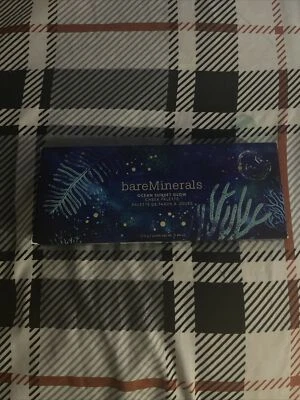 bareMinerals
OCEAN SUNSET GLOW
CHEEK PALETTE
PALETTE DE FARDS À JOUES